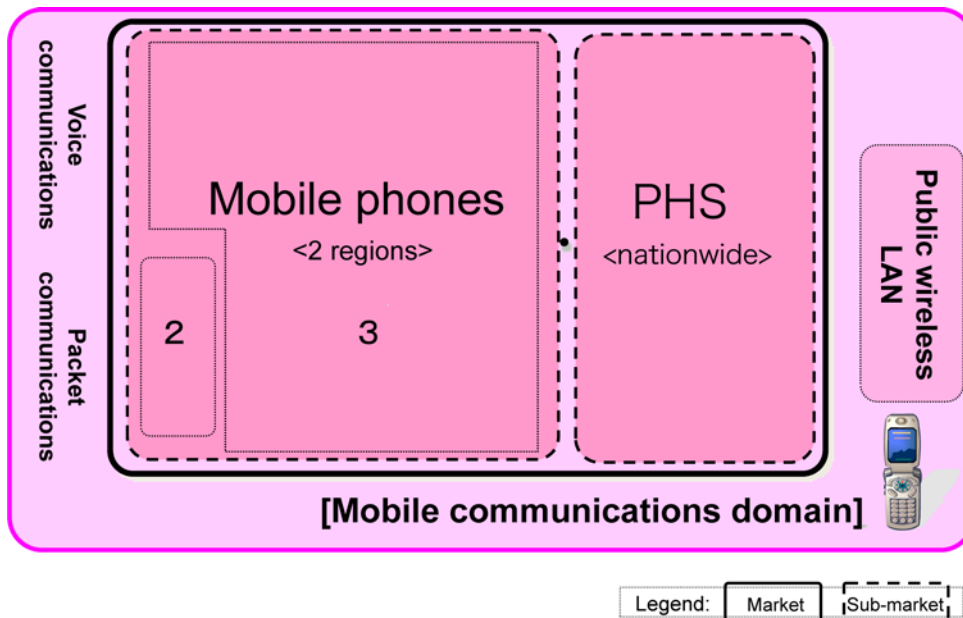 Voice
communications
Packet
communications
Mobile phones
<2 regions>
2
3
PHS
<nationwide>
Public wireless
LAN
[Mobile communications domain]
Legend:
Market
Sub-market